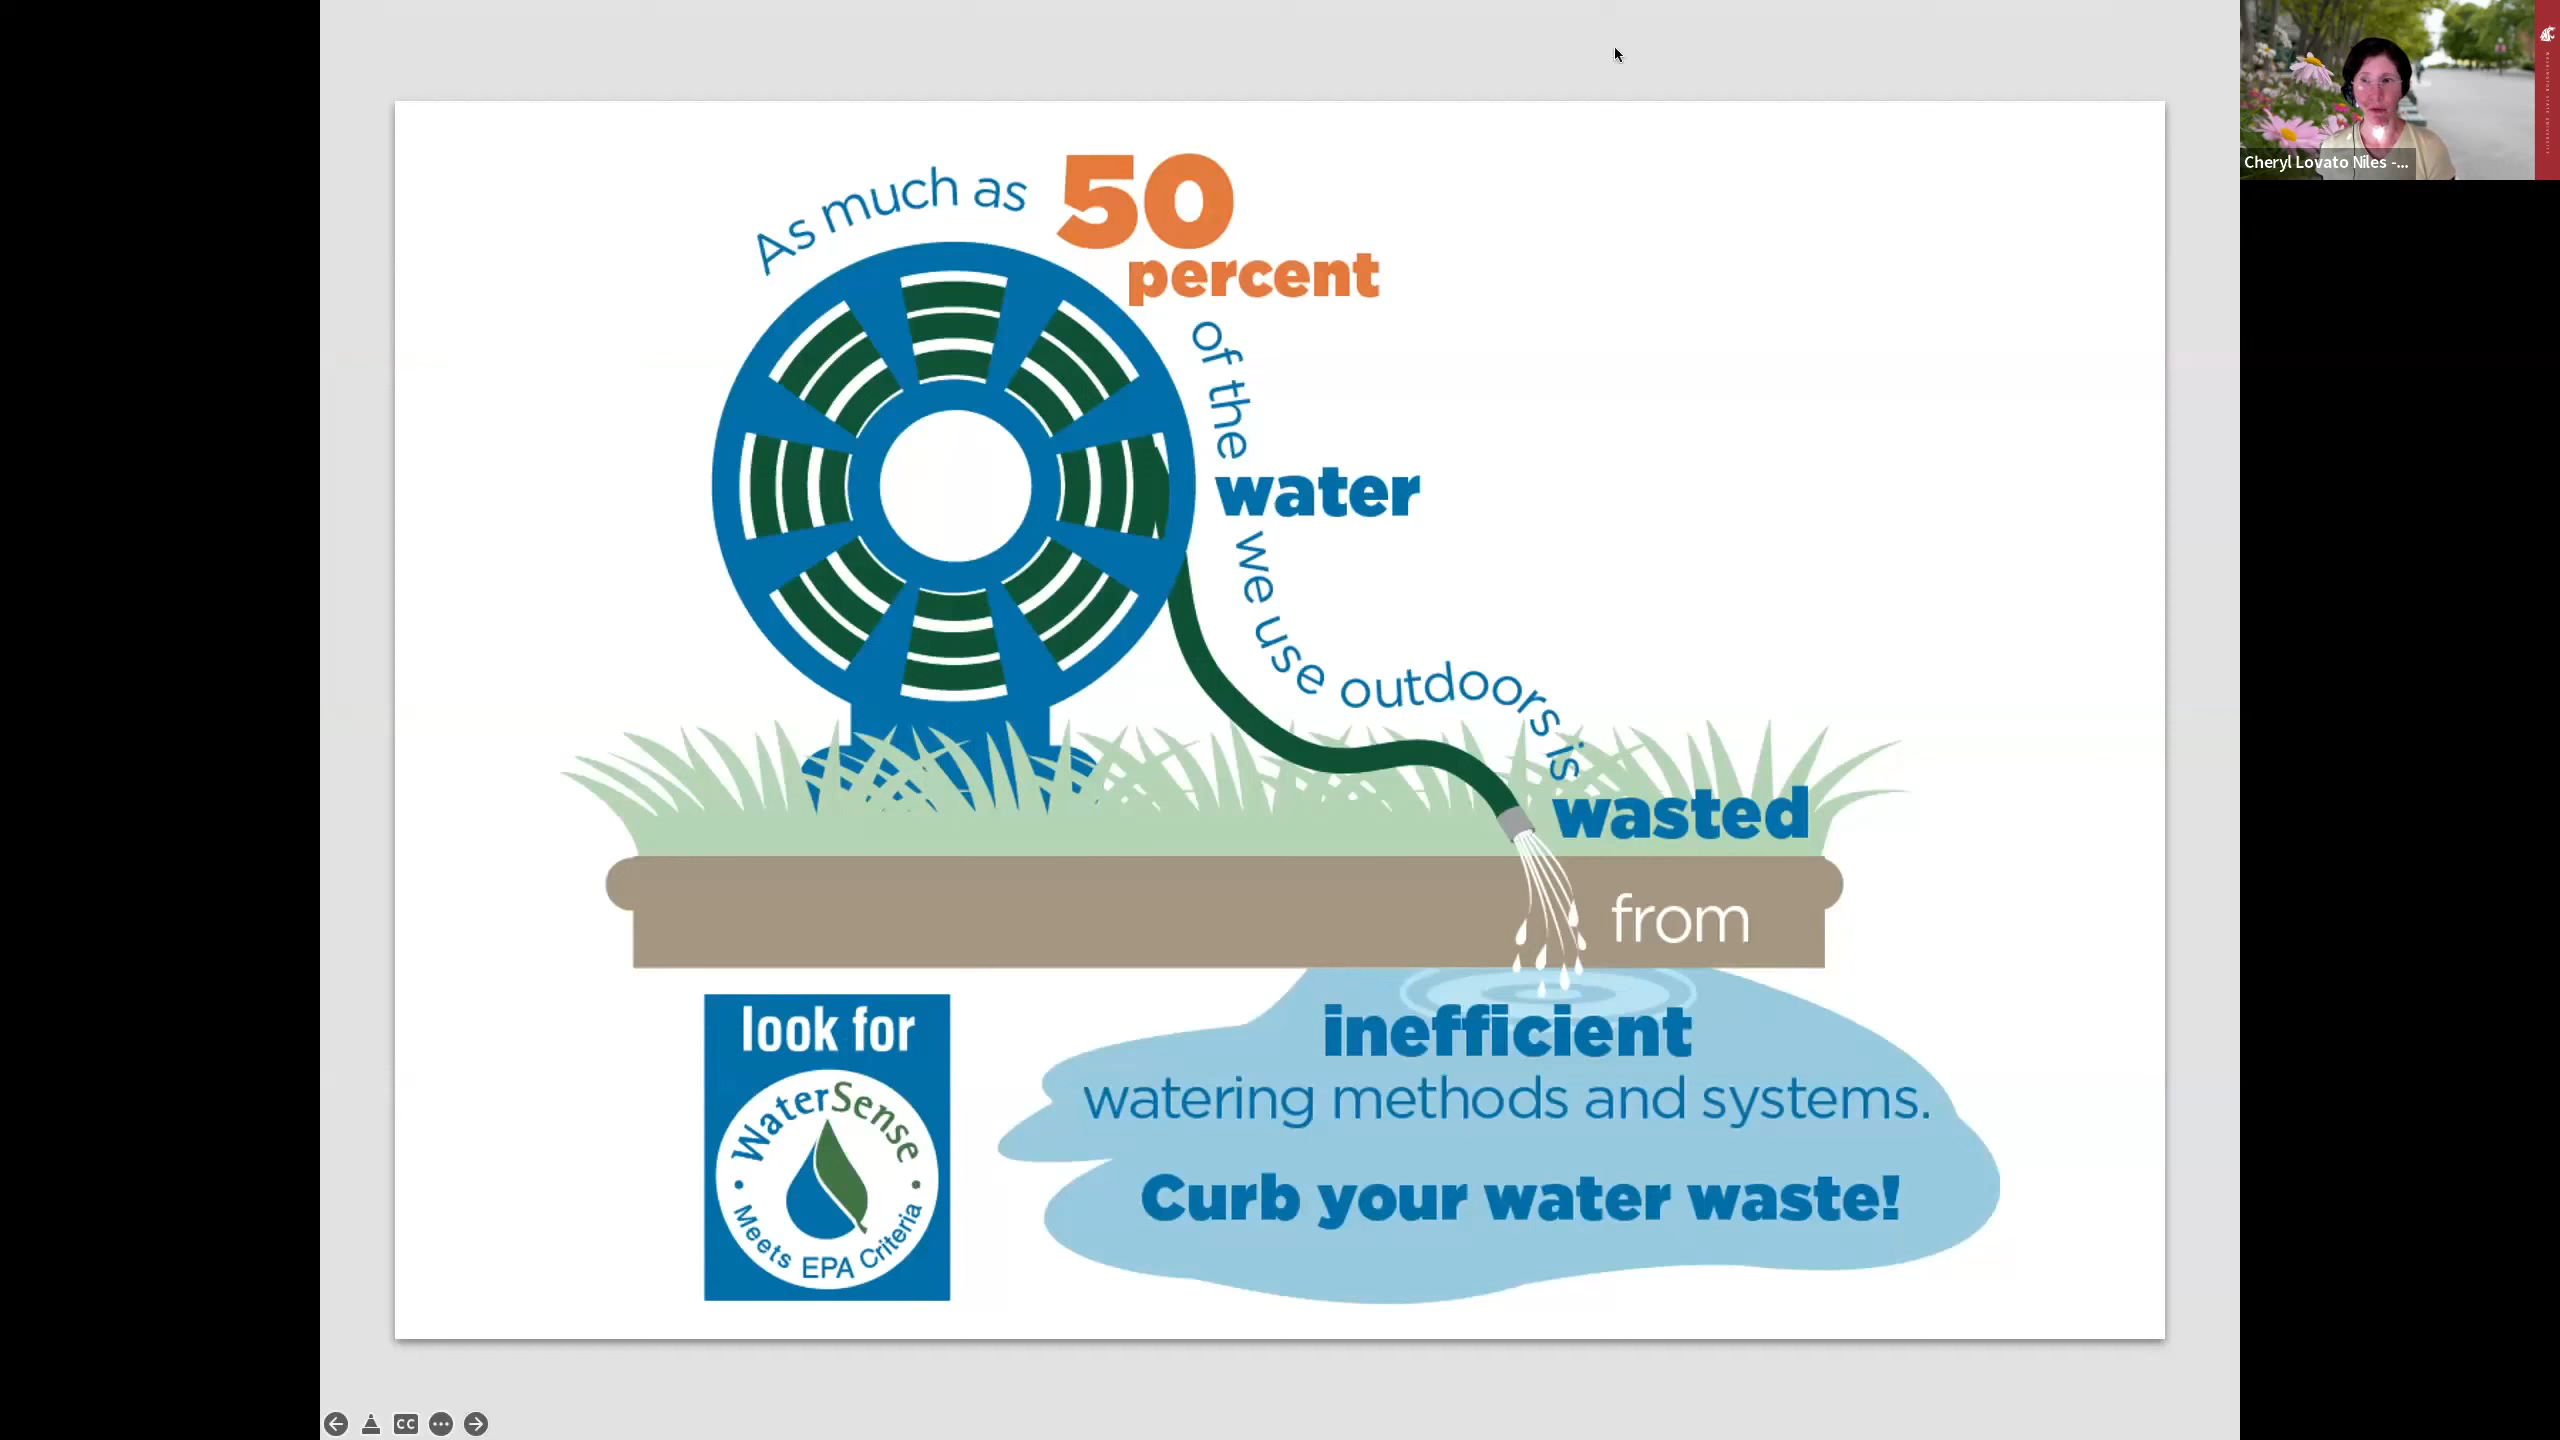 As much as
50
percent
of the
water
we use outdoors is
wasted
from
inefficient
watering methods and systems.
Curb your water waste!
look for
WaterSense
Meets EPA Criteria
Cheryl Lovato Niles -...
CC